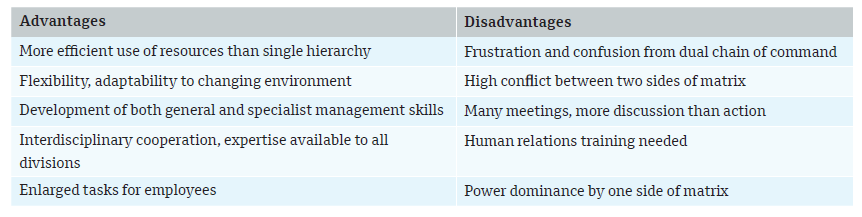 Advantages
Disadvantages
More efficient use of resources than single hierarchy
Frustration and confusion from dual chain of command
Flexibility, adaptability to changing environment
High conflict between two sides of matrix
Development of both general and specialist management skills
Many meetings, more discussion than action
Interdisciplinary cooperation, expertise available to all
divisions
Human relations training needed
Enlarged tasks for employees
Power dominance by one side of matrix